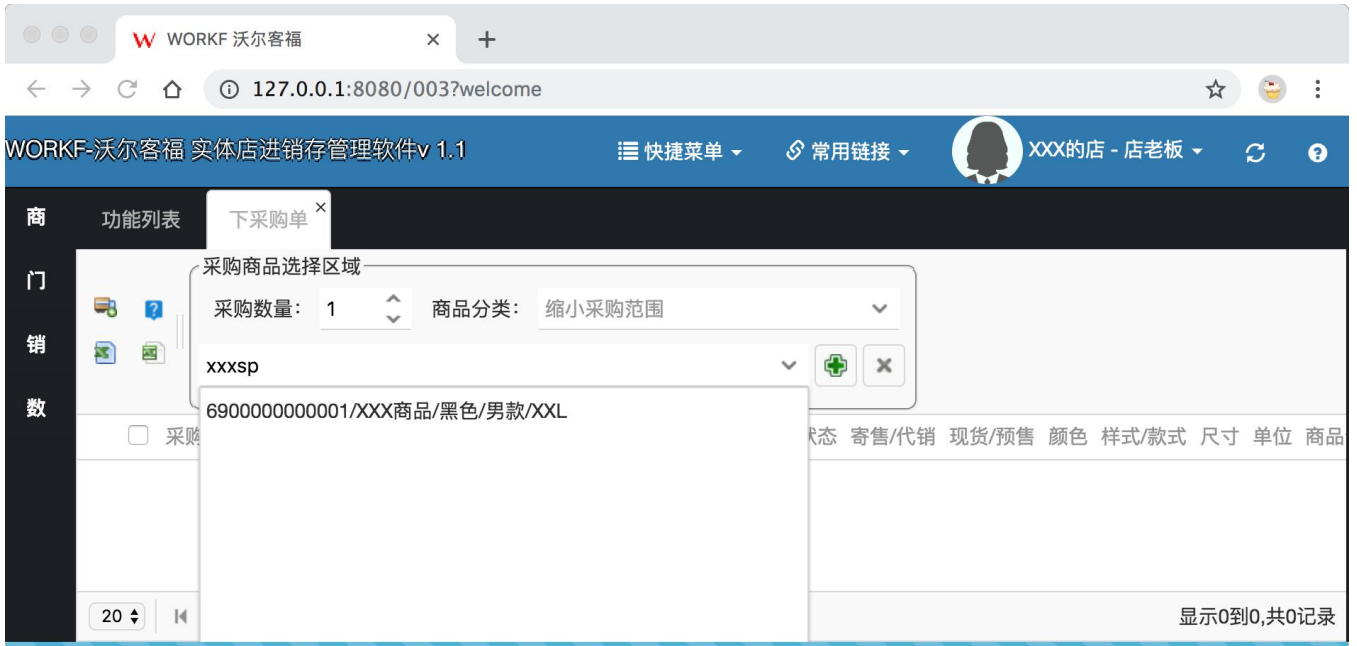 WORKF 沃尔客福
127.0.0.1:8080/003?welcome
WORKF-沃尔客福 实体店进销存管理软件v 1.1
快捷菜单
常用链接
XXX的店 - 店老板
商
门
销
数
功能列表
下采购单
采购商品选择区域
采购数量：
1
商品分类：
缩小采购范围
xxxsp
6900000000001/XXX商品/黑色/男款/XXL
采购
状态 寄售/代销 现货/预售 颜色 样式/款式 尺寸 单位 商品
20
显示0到0,共0记录